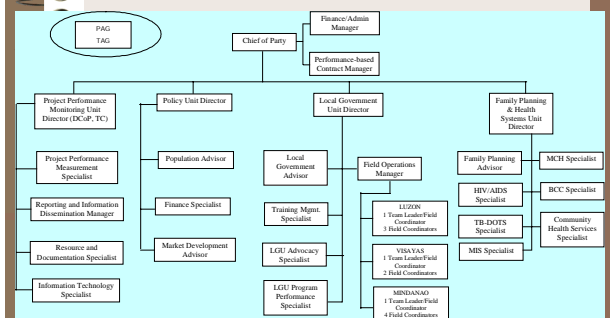 PAG
TAG
Chief of Party
Finance/Admin
Manager
Performance-based
Contract Manager
Project Performance
Monitoring Unit
Director (DCoP, TC)
Policy Unit Director
Local Government
Unit Director
Family Planning
& Health
Systems Unit
Director
Project Performance
Measurement
Specialist
Reporting and Information
Dissemination Manager
Resource and
Documentation Specialist
Information Technology
Specialist
Population Advisor
Finance Specialist
Market Development
Advisor
Local
Government
Advisor
Training Mgmt.
Specialist
LGU Advocacy
Specialist
LGU Program
Performance
Specialist
Field Operations
Manager
LUZON
1 Team Leader/Field
Coordinator
3 Field Coordinators
VISAYAS
1 Team Leader/Field
Coordinator
2 Field Coordinators
MINDANAO
1 Team Leader/Field
Coordinator
4 Field Coordinators
Family Planning
Advisor
HIV/AIDS
Specialist
TB-DOTS
Specialist
MIS Specialist
MCH Specialist
BCC Specialist
Community
Health Services
Specialist